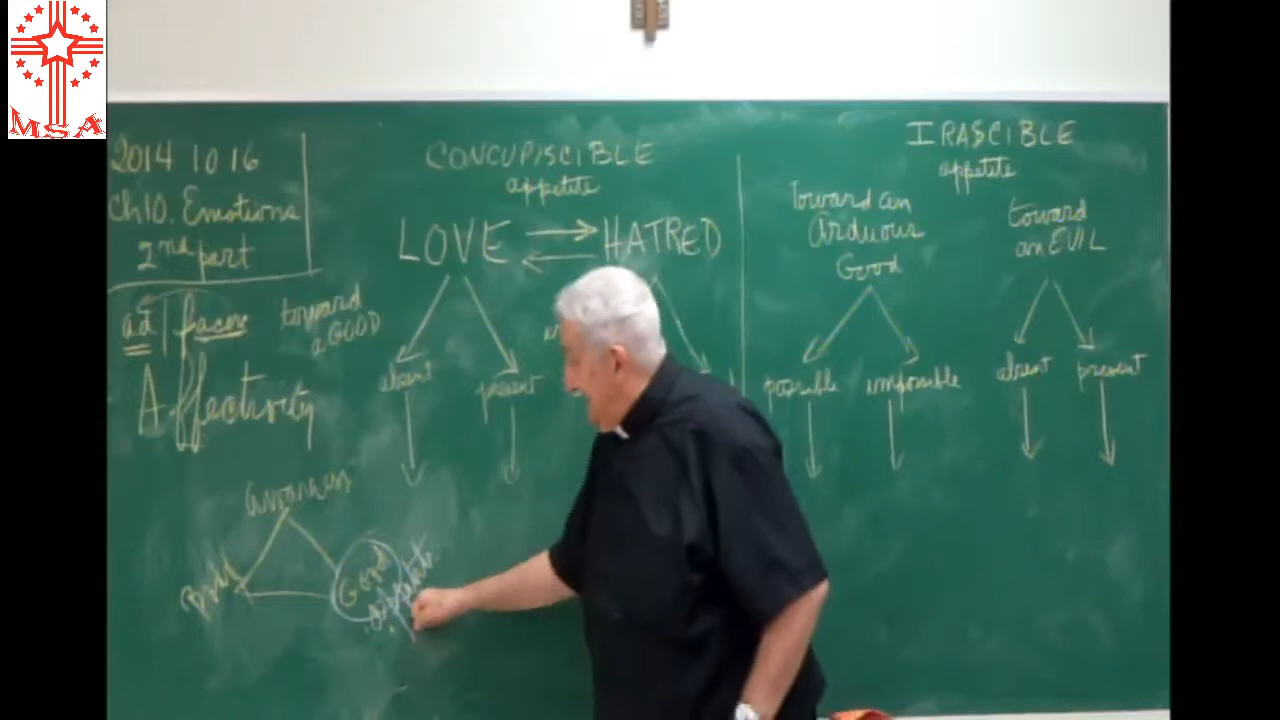 MSA
2014 10 16
Ch10. Emotions
2nd part
ad | facere
toward
a GOOD
Affectivity
awareness
Good
appetite
CONCUPISCIBLE
appetite
LOVE
HATRED
absent
present
IRASCIBLE
appetite
Toward an
Arduous
Good
possible
impossible
toward
an EVIL
absent
present